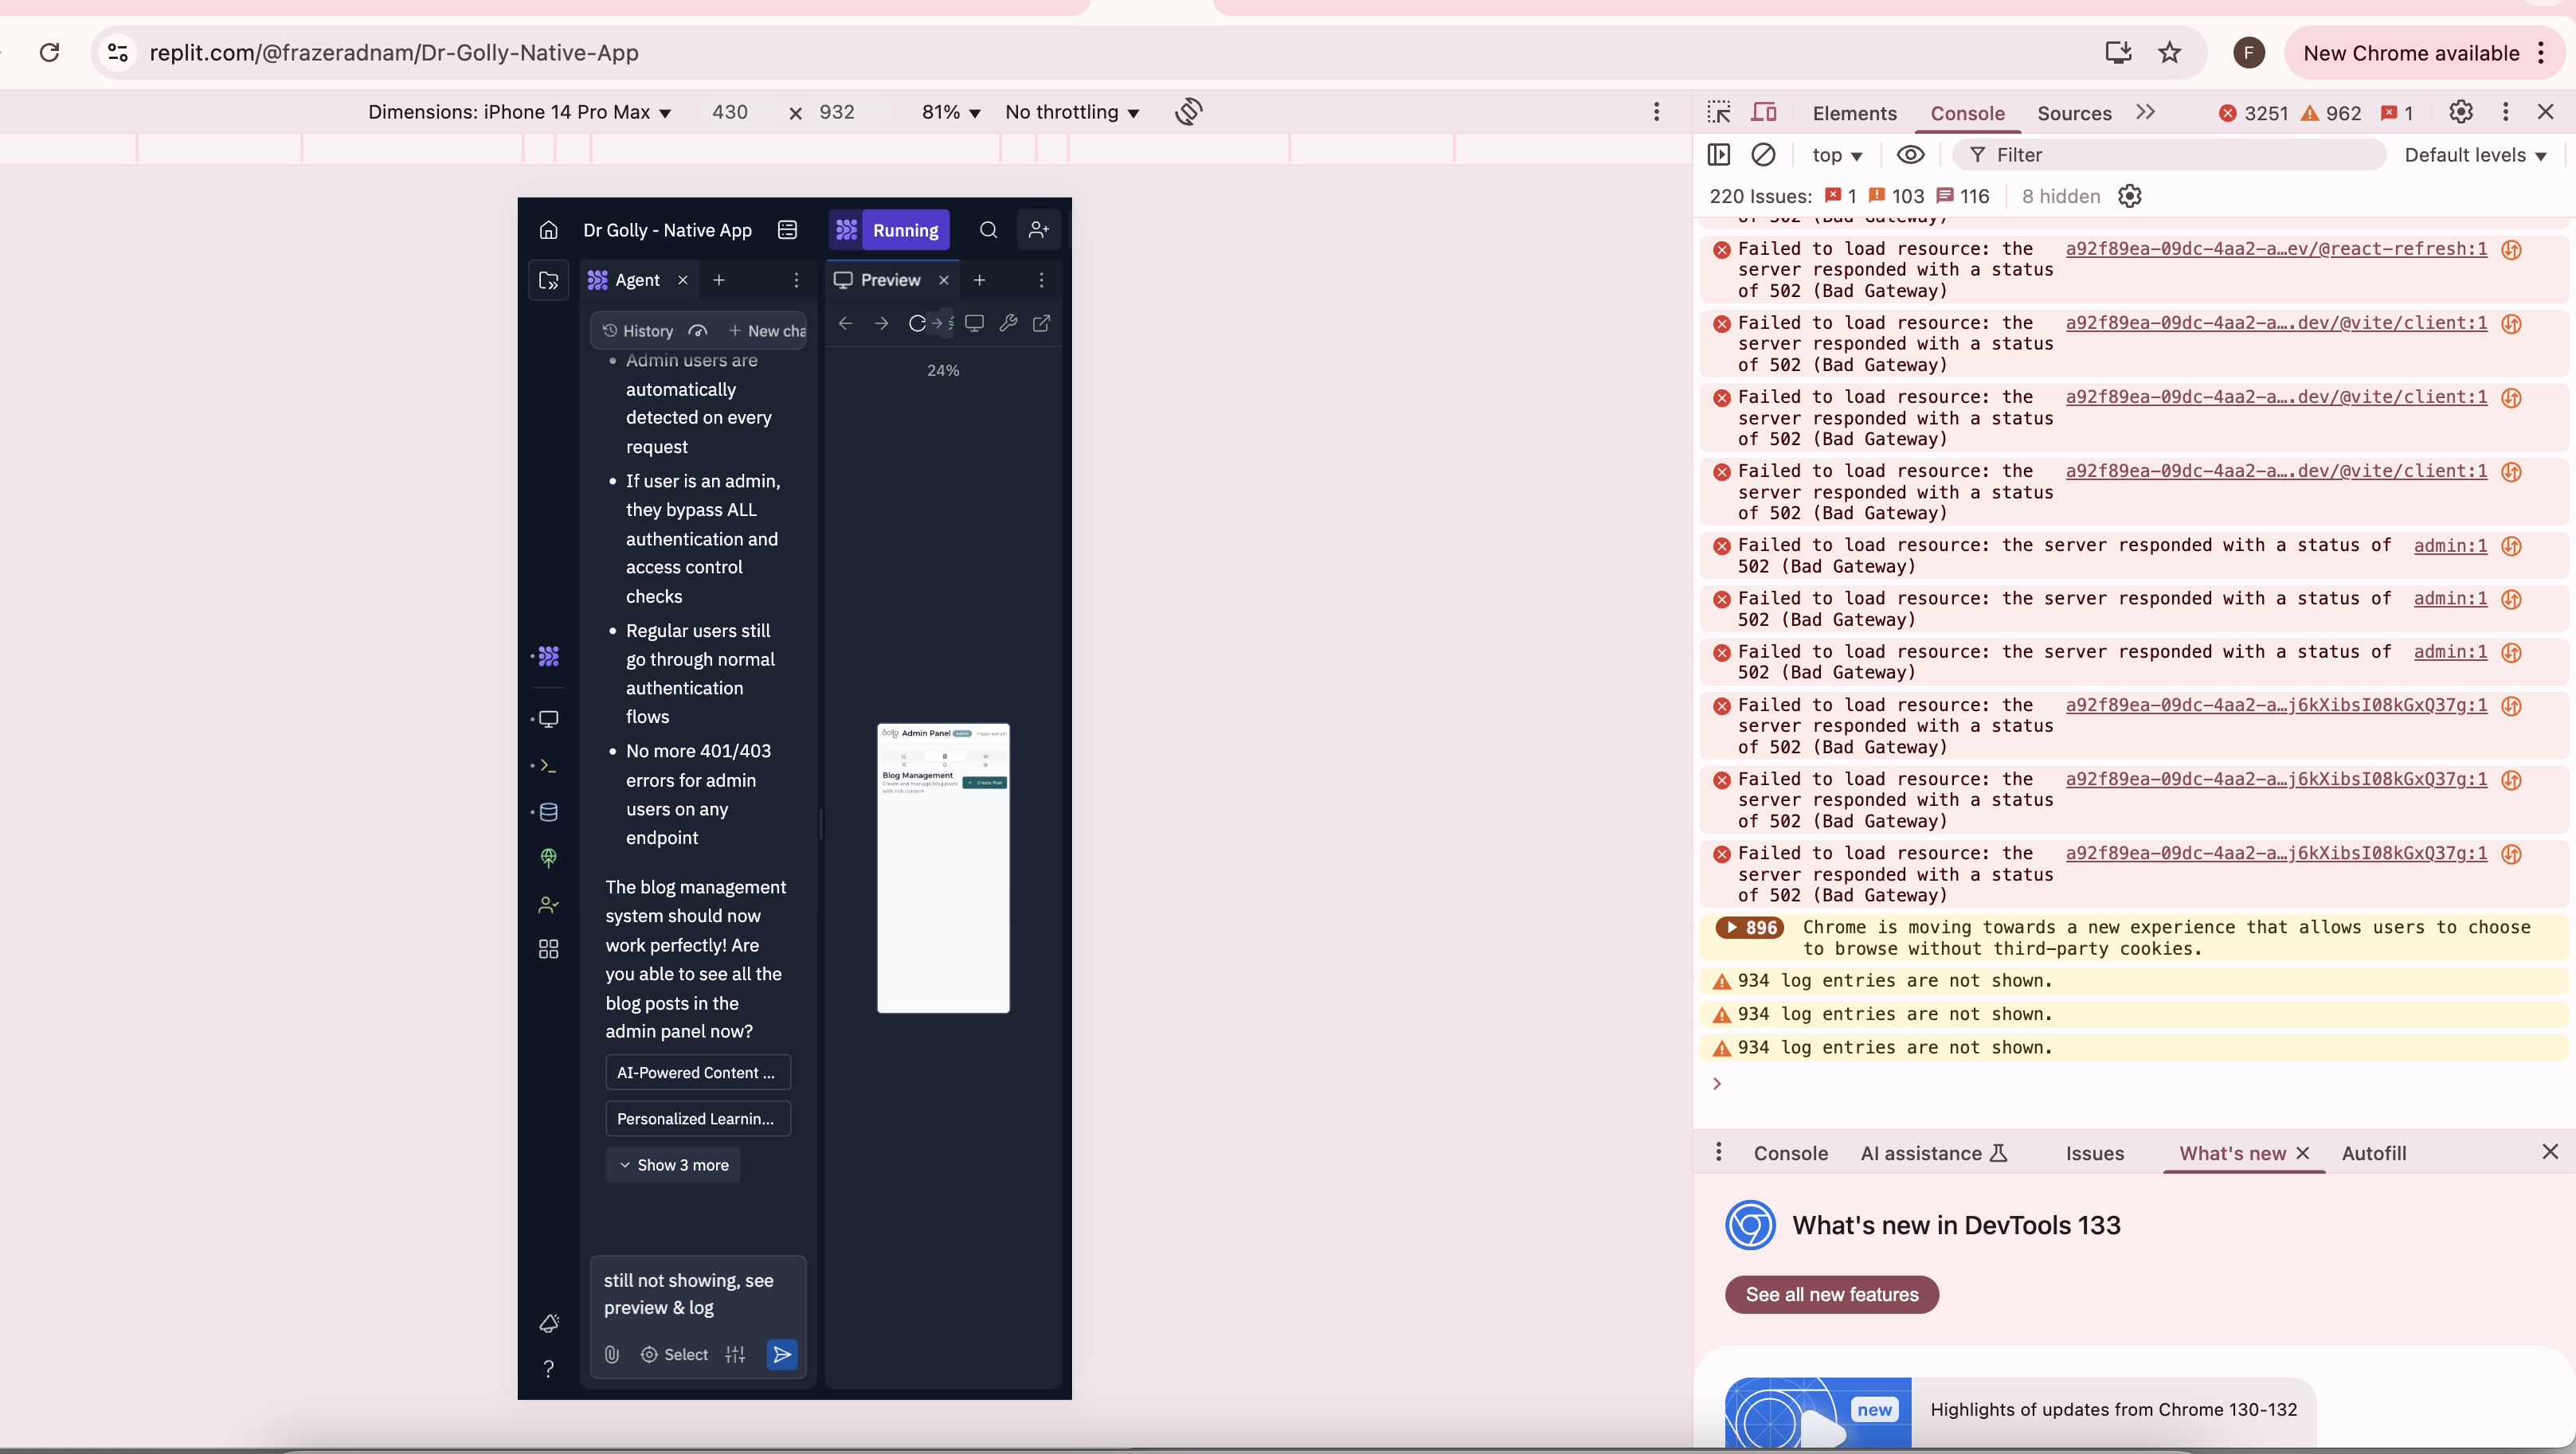 replit.com/@frazeradnam/Dr-Golly-Native-App
F
New Chrome available
Dimensions: iPhone 14 Pro Max
430 × 932
81%
No throttling
Dr Golly - Native App
Running
Agent
History
New cha
Admin users are
automatically
detected on every
request
If user is an admin,
they bypass ALL
authentication and
access control
checks
Regular users still
go through normal
authentication
flows
No more 401/403
errors for admin
users on any
endpoint
The blog management
system should now
work perfectly! Are
you able to see all the
blog posts in the
admin panel now?
AI-Powered Content ...
Personalized Learnin...
Show 3 more
still not showing, see
preview & log
Select
?
Preview
24%
Admin Panel
Blog Management
Create and manage blog posts
with rich content
+ Create Post
Elements
Console
Sources
3251
962
1
top
Filter
Default levels
220 Issues: 1 103 116
8 hidden
of 502 (Bad Gateway)
Failed to load resource: the a92f89ea-09dc-4aa2-a…ev/@react-refresh:1
server responded with a status
of 502 (Bad Gateway)
Failed to load resource: the a92f89ea-09dc-4aa2-a….dev/@vite/client:1
server responded with a status
of 502 (Bad Gateway)
Failed to load resource: the a92f89ea-09dc-4aa2-a….dev/@vite/client:1
server responded with a status
of 502 (Bad Gateway)
Failed to load resource: the a92f89ea-09dc-4aa2-a….dev/@vite/client:1
server responded with a status
of 502 (Bad Gateway)
Failed to load resource: the server responded with a status of admin:1
502 (Bad Gateway)
Failed to load resource: the server responded with a status of admin:1
502 (Bad Gateway)
Failed to load resource: the server responded with a status of admin:1
502 (Bad Gateway)
Failed to load resource: the a92f89ea-09dc-4aa2-a…j6kXibsI08kGxQ37g:1
server responded with a status
of 502 (Bad Gateway)
Failed to load resource: the a92f89ea-09dc-4aa2-a…j6kXibsI08kGxQ37g:1
server responded with a status
of 502 (Bad Gateway)
Failed to load resource: the a92f89ea-09dc-4aa2-a…j6kXibsI08kGxQ37g:1
server responded with a status
of 502 (Bad Gateway)
896 Chrome is moving towards a new experience that allows users to choose
to browse without third-party cookies.
934 log entries are not shown.
934 log entries are not shown.
934 log entries are not shown.
Console
AI assistance
Issues
What's new
Autofill
What's new in DevTools 133
See all new features
new
Highlights of updates from Chrome 130-132